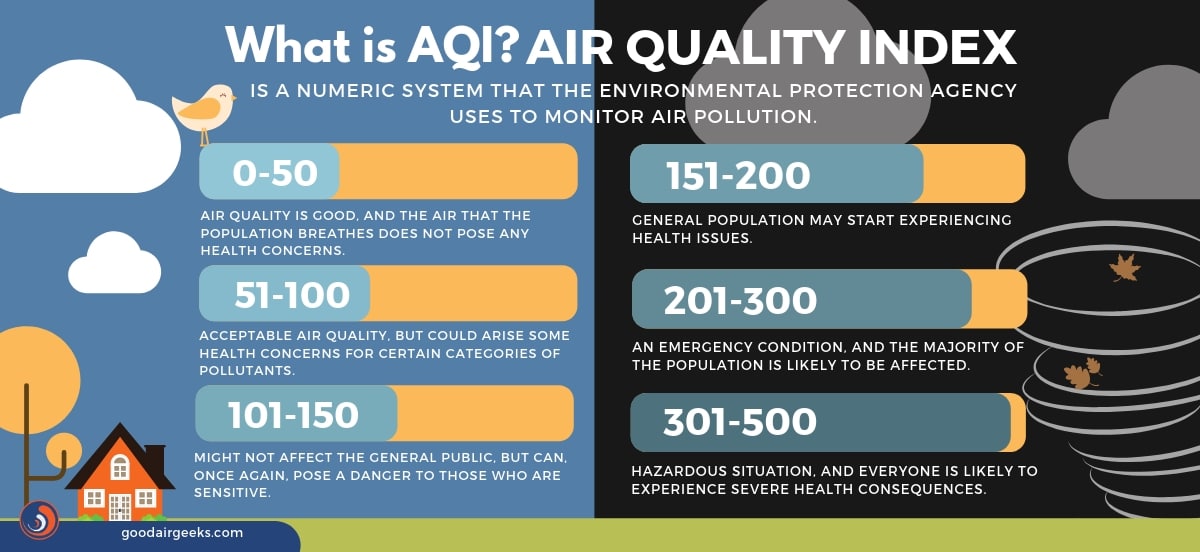 What is AQI? AIR QUALITY INDEX
IS A NUMERIC SYSTEM THAT THE ENVIRONMENTAL PROTECTION AGENCY
USES TO MONITOR AIR POLLUTION.
0-50
AIR QUALITY IS GOOD, AND THE AIR THAT THE
POPULATION BREATHES DOES NOT POSE ANY
HEALTH CONCERNS.
51-100
ACCEPTABLE AIR QUALITY, BUT COULD ARISE SOME
HEALTH CONCERNS FOR CERTAIN CATEGORIES OF
POLLUTANTS.
101-150
MIGHT NOT AFFECT THE GENERAL PUBLIC, BUT CAN,
ONCE AGAIN, POSE A DANGER TO THOSE WHO ARE
SENSITIVE.
151-200
GENERAL POPULATION MAY START EXPERIENCING
HEALTH ISSUES.
201-300
AN EMERGENCY CONDITION, AND THE MAJORITY OF
THE POPULATION IS LIKELY TO BE AFFECTED.
301-500
HAZARDOUS SITUATION, AND EVERYONE IS LIKELY TO
EXPERIENCE SEVERE HEALTH CONSEQUENCES.
goodairgeeks.com